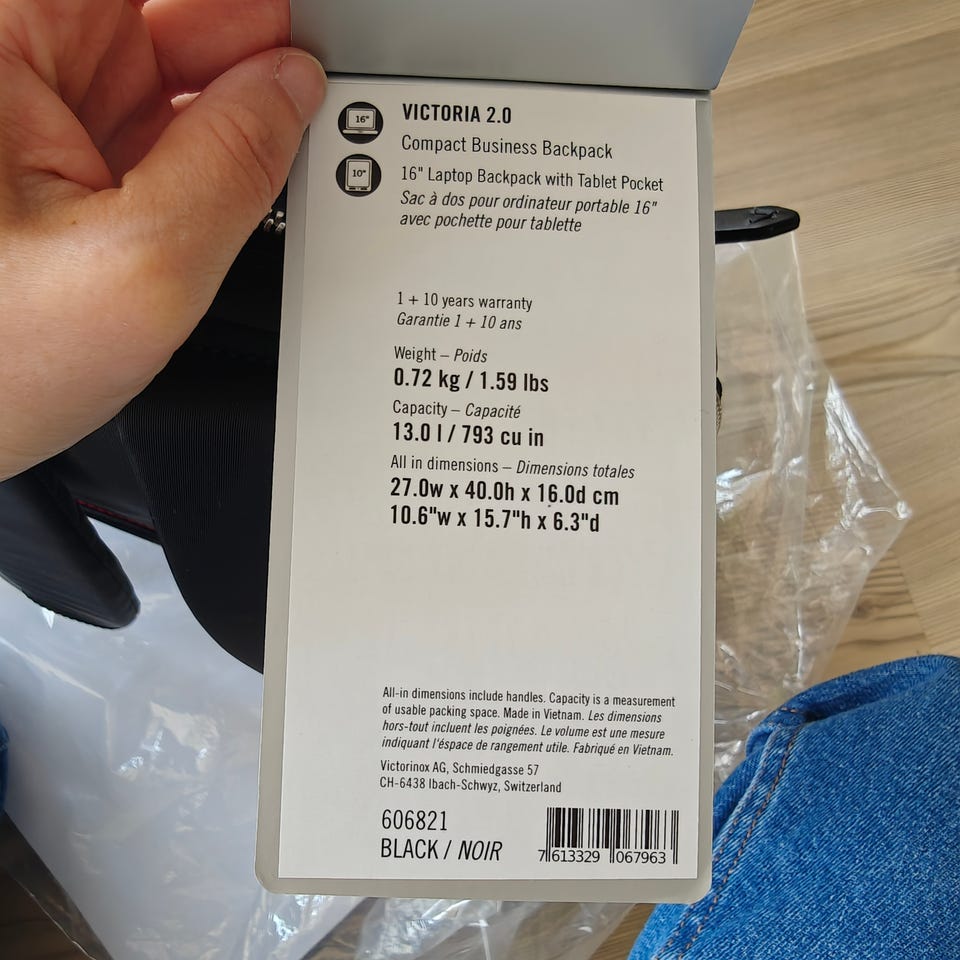 16"
VICTORIA 2.0
Compact Business Backpack
10"
16" Laptop Backpack with Tablet Pocket
Sac à dos pour ordinateur portable 16"
avec pochette pour tablette
1 + 10 years warranty
Garantie 1 + 10 ans
Weight – Poids
0.72 kg / 1.59 lbs
Capacity – Capacité
13.0 l / 793 cu in
All in dimensions – Dimensions totales
27.0w x 40.0h x 16.0d cm
10.6"w x 15.7"h x 6.3"d
All-in dimensions include handles. Capacity is a measurement
of usable packing space. Made in Vietnam. Les dimensions
hors-tout incluent les poignées. Le volume est une mesure
indiquant l'éspace de rangement utile. Fabriqué en Vietnam.
Victorinox AG, Schmiedgasse 57
CH-6438 Ibach-Schwyz, Switzerland
606821
BLACK / NOIR
7 613329 067963